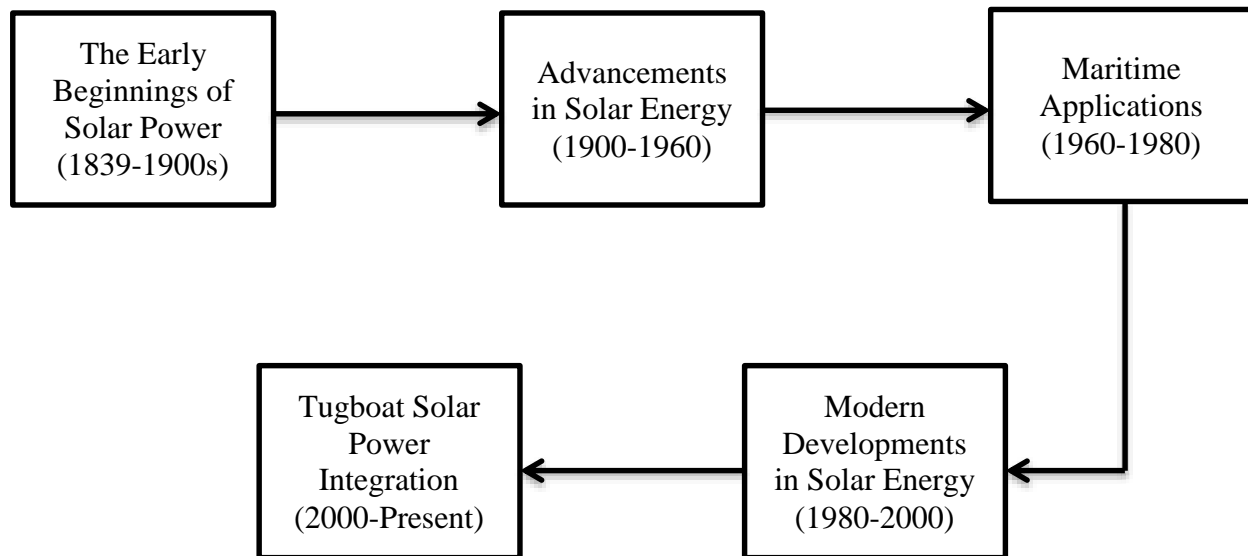 The Early
Beginnings of
Solar Power
(1839-1900s)
Advancements
in Solar Energy
(1900-1960)
Maritime
Applications
(1960-1980)
Modern
Developments
in Solar Energy
(1980-2000)
Tugboat Solar
Power
Integration
(2000-Present)